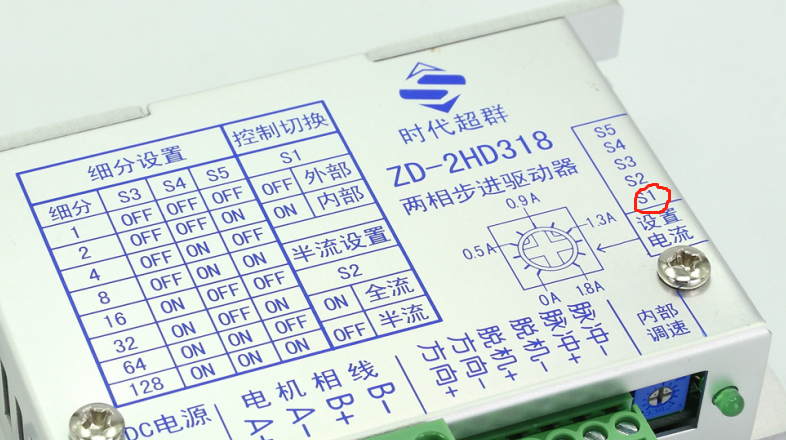 时代超群
ZD-2HD318
两相步进驱动器
细分设置
细分 S3 S4 S5
1 OFF OFF OFF
2 OFF OFF ON
4 OFF ON OFF
8 OFF ON ON
16 ON OFF OFF
32 ON OFF ON
64 ON ON OFF
128 ON ON ON
控制切换
S1
OFF 外部
ON 内部
半流设置
S2
ON 全流
OFF 半流
0.9A
0.5A
1.3A
0A
1.8A
S5
S4
S3
S2
S1
设置
电流
内部
调速
DC电源
电机相线
A+
A-
B+
B-
方向+
方向-
脱机+
脱机-
脉冲+
脉冲-